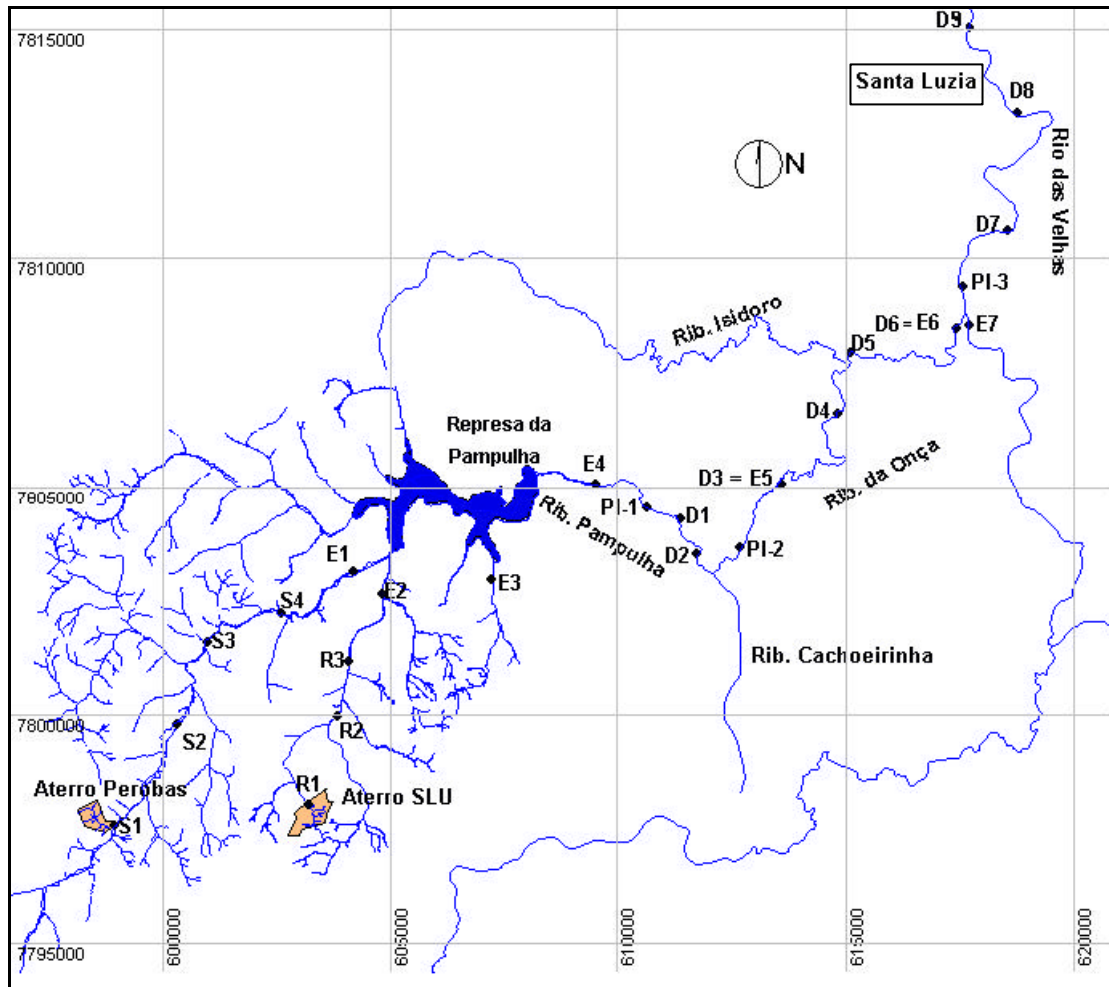 D9
7815000
Santa Luzia
D8
N
Rio das Velhas
D7
7810000
PI-3
Rib. Isidoro
D6 = E6
E7
D5
D4
Represa da
Pampulha
E4
D3 = E5
Rib. da Onça
7905000
PI-1
D1
Rib. Pampulha
D2
PI-2
E1
E2
E3
S4
S3
R3
Rib. Cachoeirinha
7800000
S2
R2
Aterro Perobas
R1
Aterro SLU
S1
7795000
600000
605000
610000
615000
620000